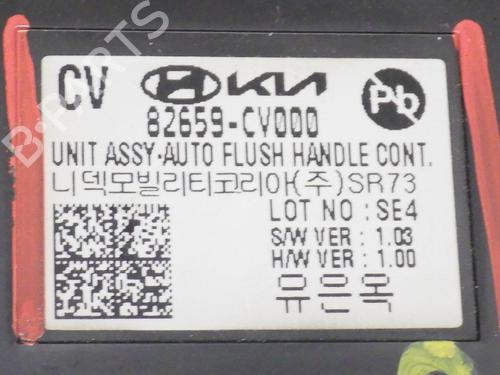 CV KIA Pb
82659-CV000
UNIT ASSY-AUTO FLUSH HANDLE CONT.
니덱모빌리티코리아(주)SR73
LOT NO : SE4
S/W VER : 1.03
H/W VER : 1.00
유은옥
B-PARTS